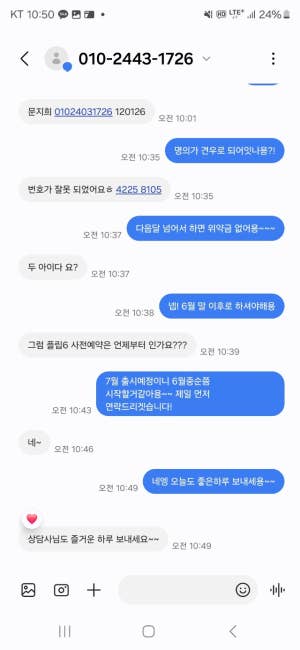 KT 10:50
LTE+ 24%
010-2443-1726
문지희 01024031726 120126
오전 10:01
명의가 견우로 되어잇나용?!
오전 10:35
번호가 잘못 되었어요ㅎ 4225 8105
오전 10:35
다음달 넘어서 하면 위약금 없어용~~~
오전 10:37
두 아이다 요?
오전 10:37
넵! 6월 말 이후로 하셔야해용
오전 10:38
그럼 플립6 사전예약은 언제부터 인가요???
오전 10:39
7월 출시예정이니 6월중순쯤
시작할거같아용~~ 제일 먼저
연락드리겟습니다!
오전 10:43
네~
오전 10:46
네엥 오늘도 좋은하루 보내세용~~
오전 10:49
상담사님도 즐거운 하루 보내세요~~
오전 10:49